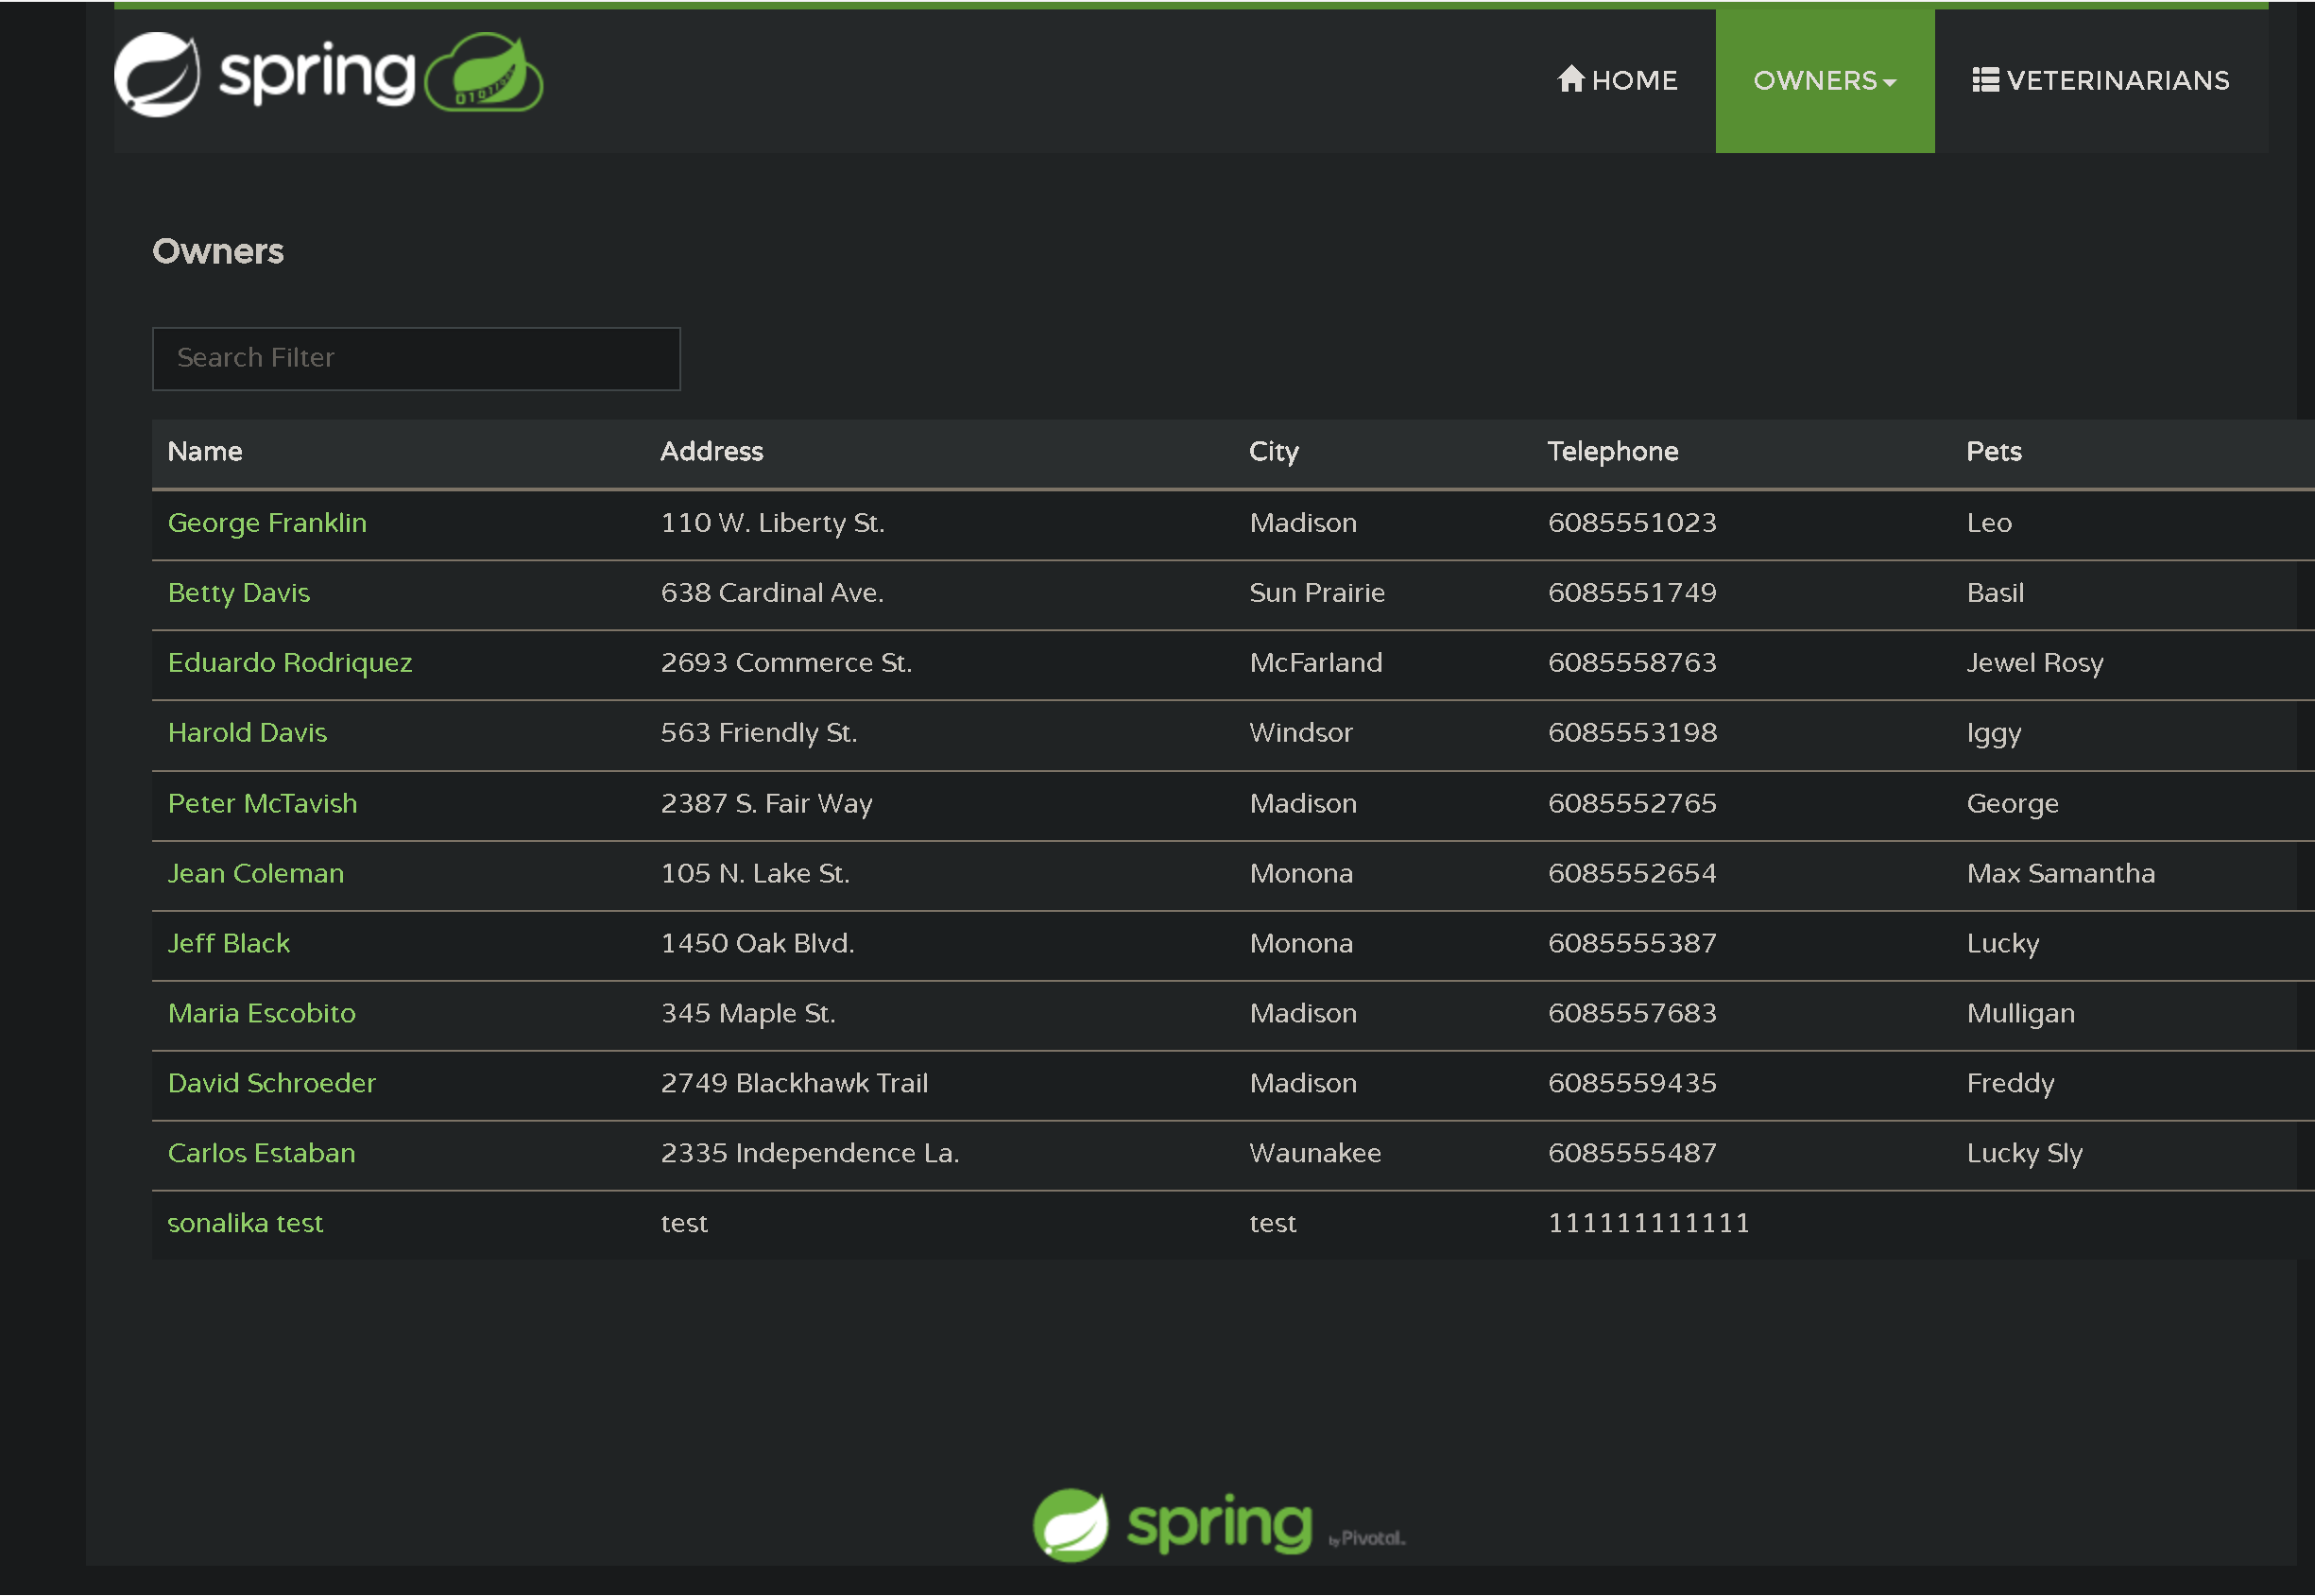 spring HOME OWNERS VETERINARIANS
Owners
Search Filter
Name Address City Telephone Pets
George Franklin 110 W. Liberty St. Madison 6085551023 Leo
Betty Davis 638 Cardinal Ave. Sun Prairie 6085551749 Basil
Eduardo Rodriquez 2693 Commerce St. McFarland 6085558763 Jewel Rosy
Harold Davis 563 Friendly St. Windsor 6085553198 Iggy
Peter McTavish 2387 S. Fair Way Madison 6085552765 George
Jean Coleman 105 N. Lake St. Monona 6085552654 Max Samantha
Jeff Black 1450 Oak Blvd. Monona 6085555387 Lucky
Maria Escobito 345 Maple St. Madison 6085557683 Mulligan
David Schroeder 2749 Blackhawk Trail Madison 6085559435 Freddy
Carlos Estaban 2335 Independence La. Waunakee 6085555487 Lucky Sly
sonalika test test test 111111111111
spring by Pivotal